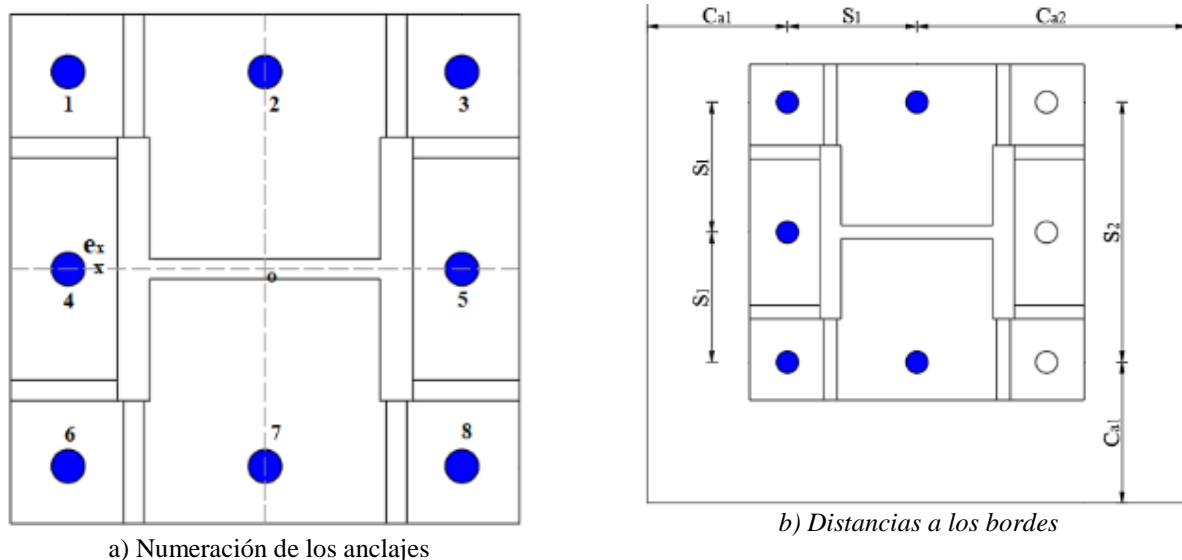 1
2
3
ex
x
o
4
5
6
7
8
a) Numeración de los anclajes
Ca1
S1
Ca2
S1
S1
S2
Ca1
b) Distancias a los bordes